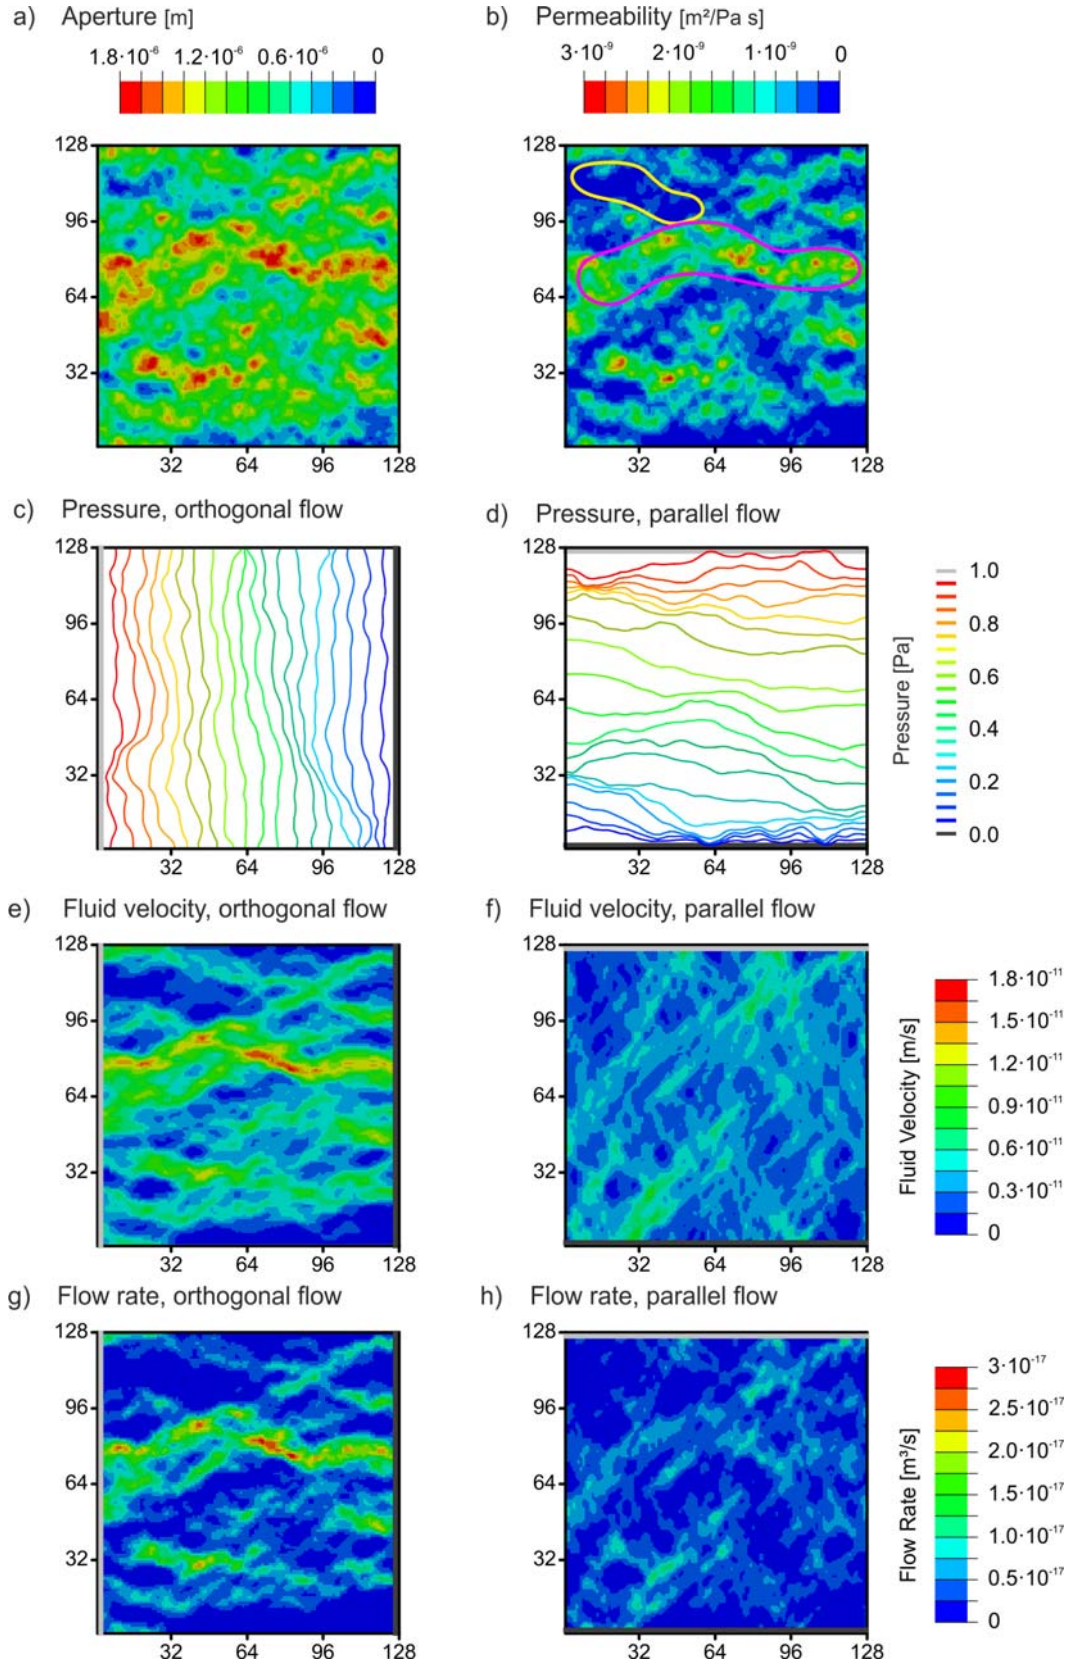 a) Aperture [m]
b) Permeability [m²/Pa s]
1.8·10⁻⁶ 1.2·10⁻⁶ 0.6·10⁻⁶ 0
3·10⁻⁹ 2·10⁻⁹ 1·10⁻⁹ 0
128
96
64
32
32 64 96 128
128
96
64
32
32 64 96 128
c) Pressure, orthogonal flow
d) Pressure, parallel flow
128
96
64
32
32 64 96 128
128
96
64
32
32 64 96 128
Pressure [Pa]
1.0
0.8
0.6
0.4
0.2
0.0
e) Fluid velocity, orthogonal flow
f) Fluid velocity, parallel flow
128
96
64
32
32 64 96 128
128
96
64
32
32 64 96 128
Fluid Velocity [m/s]
1.8·10⁻¹¹
1.5·10⁻¹¹
1.2·10⁻¹¹
0.9·10⁻¹¹
0.6·10⁻¹¹
0.3·10⁻¹¹
0
g) Flow rate, orthogonal flow
h) Flow rate, parallel flow
128
96
64
32
32 64 96 128
128
96
64
32
32 64 96 128
Flow Rate [m³/s]
3·10⁻¹⁷
2.5·10⁻¹⁷
2.0·10⁻¹⁷
1.5·10⁻¹⁷
1.0·10⁻¹⁷
0.5·10⁻¹⁷
0